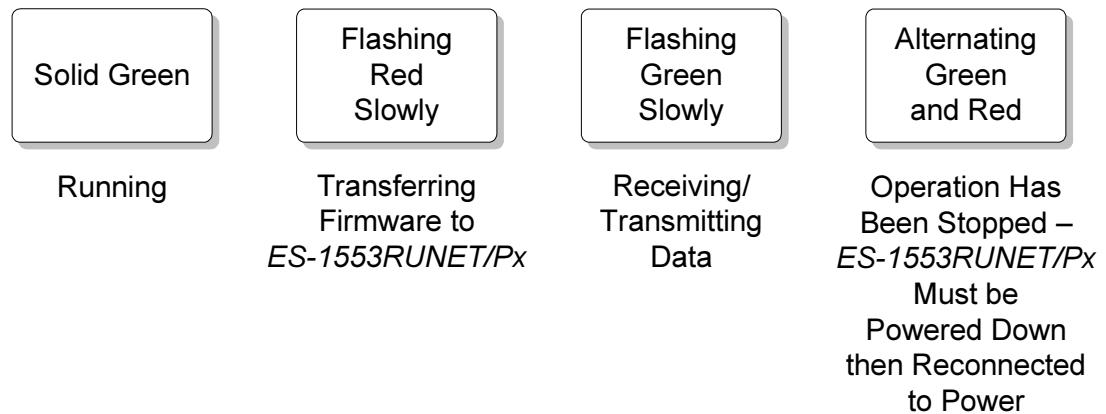 Solid Green
Running
Flashing
Red
Slowly
Transferring
Firmware to
ES-1553RUNET/Px
Flashing
Green
Slowly
Receiving/
Transmitting
Data
Alternating
Green
and Red
Operation Has
Been Stopped –
ES-1553RUNET/Px
Must be
Powered Down
then Reconnected
to Power